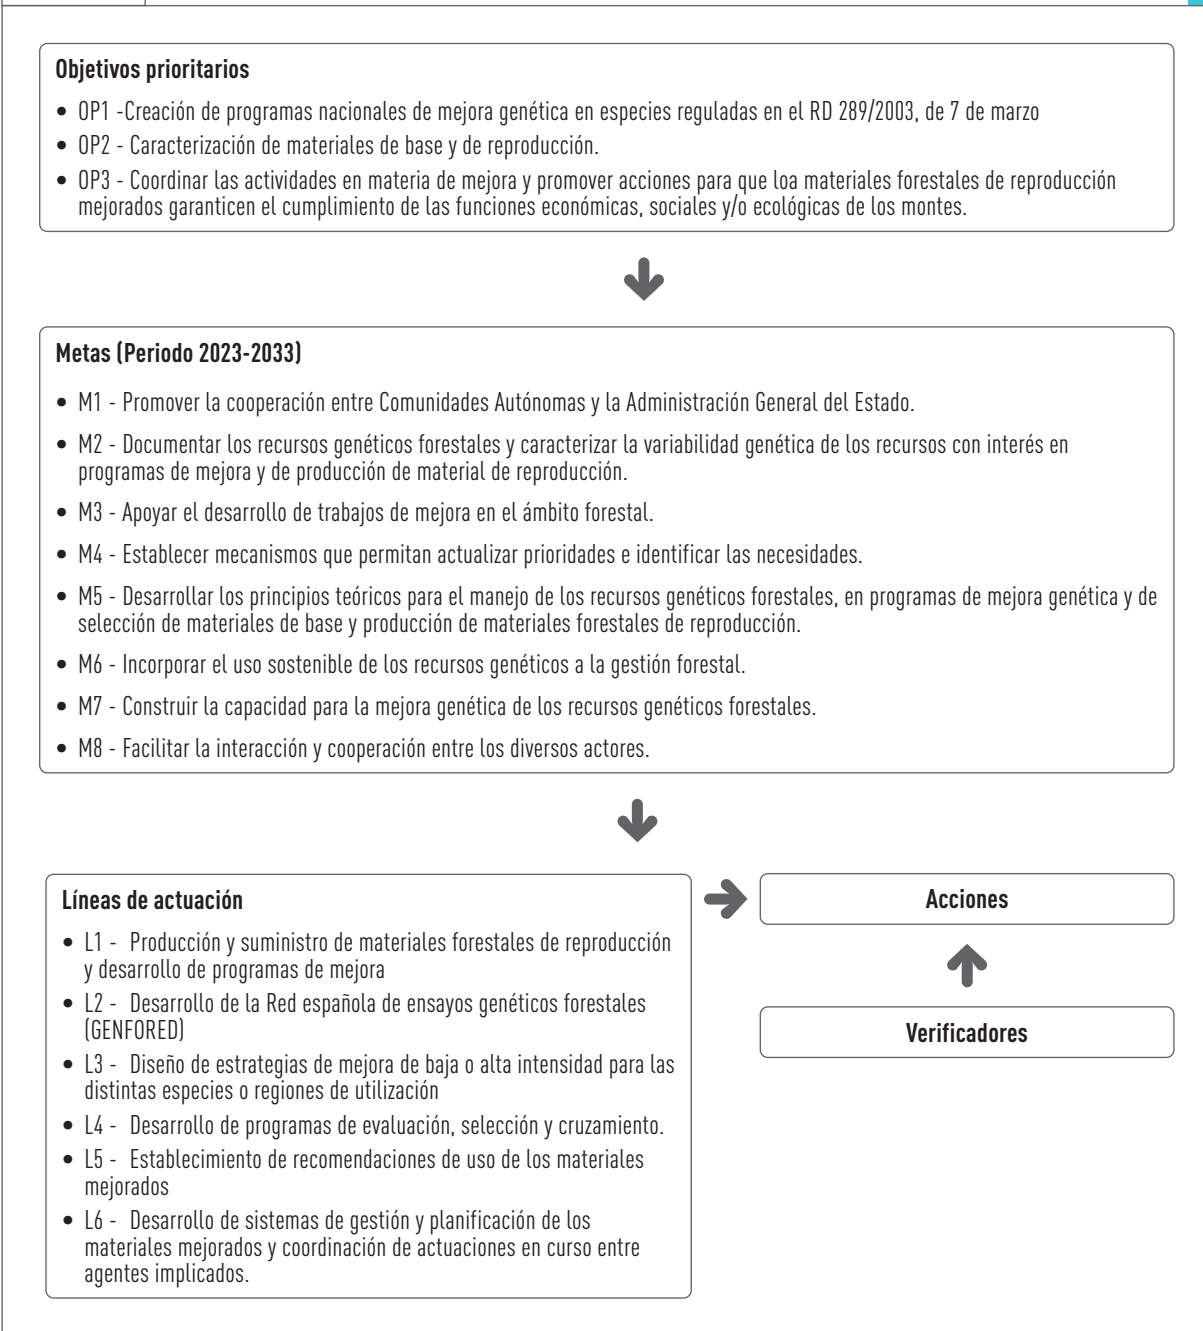 Objetivos prioritarios
• OP1 -Creación de programas nacionales de mejora genética en especies reguladas en el RD 289/2003, de 7 de marzo
• OP2 - Caracterización de materiales de base y de reproducción.
• OP3 - Coordinar las actividades en materia de mejora y promover acciones para que loa materiales forestales de reproducción
mejorados garanticen el cumplimiento de las funciones económicas, sociales y/o ecológicas de los montes.
Metas (Periodo 2023-2033)
• M1 - Promover la cooperación entre Comunidades Autónomas y la Administración General del Estado.
• M2 - Documentar los recursos genéticos forestales y caracterizar la variabilidad genética de los recursos con interés en
programas de mejora y de producción de material de reproducción.
• M3 - Apoyar el desarrollo de trabajos de mejora en el ámbito forestal.
• M4 - Establecer mecanismos que permitan actualizar prioridades e identificar las necesidades.
• M5 - Desarrollar los principios teóricos para el manejo de los recursos genéticos forestales, en programas de mejora genética y de
selección de materiales de base y producción de materiales forestales de reproducción.
• M6 - Incorporar el uso sostenible de los recursos genéticos a la gestión forestal.
• M7 - Construir la capacidad para la mejora genética de los recursos genéticos forestales.
• M8 - Facilitar la interacción y cooperación entre los diversos actores.
Líneas de actuación
• L1 - Producción y suministro de materiales forestales de reproducción
y desarrollo de programas de mejora
• L2 - Desarrollo de la Red española de ensayos genéticos forestales
(GENFORED)
• L3 - Diseño de estrategias de mejora de baja o alta intensidad para las
distintas especies o regiones de utilización
• L4 - Desarrollo de programas de evaluación, selección y cruzamiento.
• L5 - Establecimiento de recomendaciones de uso de los materiales
mejorados
• L6 - Desarrollo de sistemas de gestión y planificación de los
materiales mejorados y coordinación de actuaciones en curso entre
agentes implicados.
Acciones
Verificadores